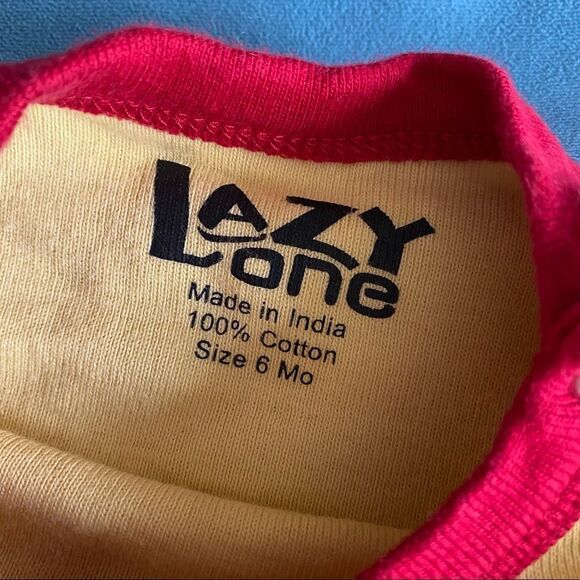 LAZY
one
Made in India
100% Cotton
Size 6 Mo